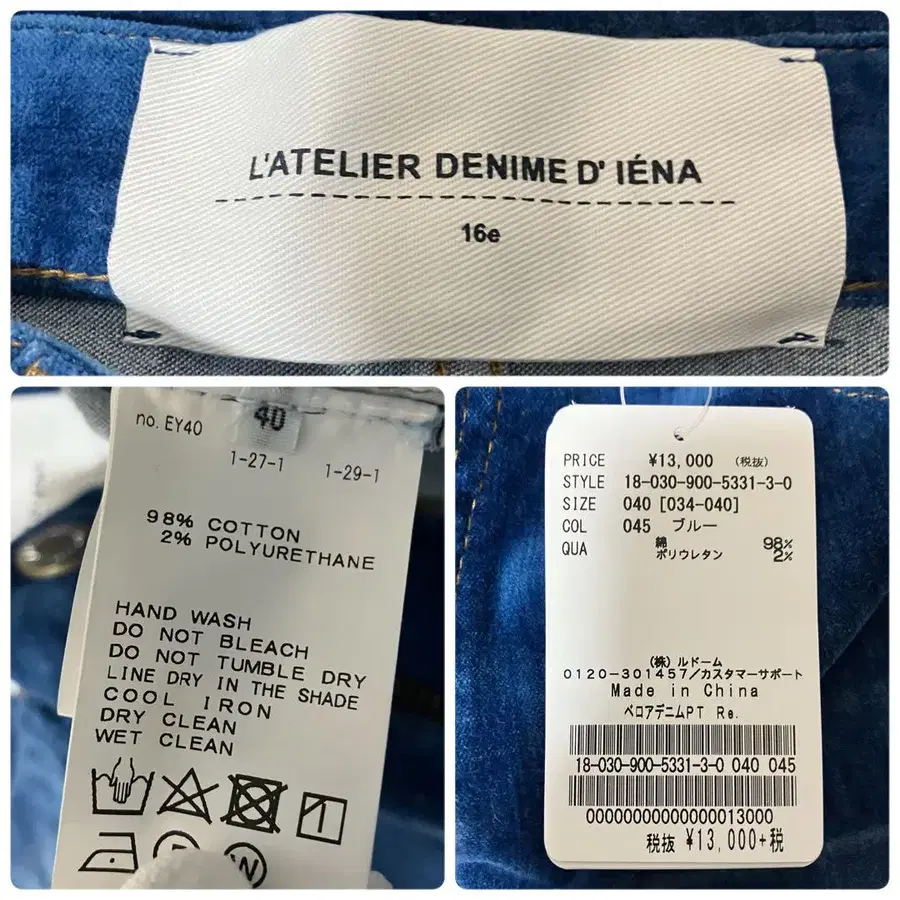 L'ATELIER DENIME D' IÉNA
16e
no. EY40
40
1-27-1 1-29-1
98% COTTON
2% POLYURETHANE
HAND WASH
DO NOT BLEACH
DO NOT TUMBLE DRY
LINE DRY IN THE SHADE
COOL IRON
DRY CLEAN
WET CLEAN
PRICE ¥13,000 (税抜)
STYLE 18-030-900-5331-3-0
SIZE 040 [034-040]
COL 045 ブルー
QUA 綿 98%
ポリウレタン 2%
(株) ルドーム
0120-301457/カスタマーサポート
Made in China
ベロアデニムPT Re.
18-030-900-5331-3-0 040 045
00000000000000013000
税抜 ¥13,000+税